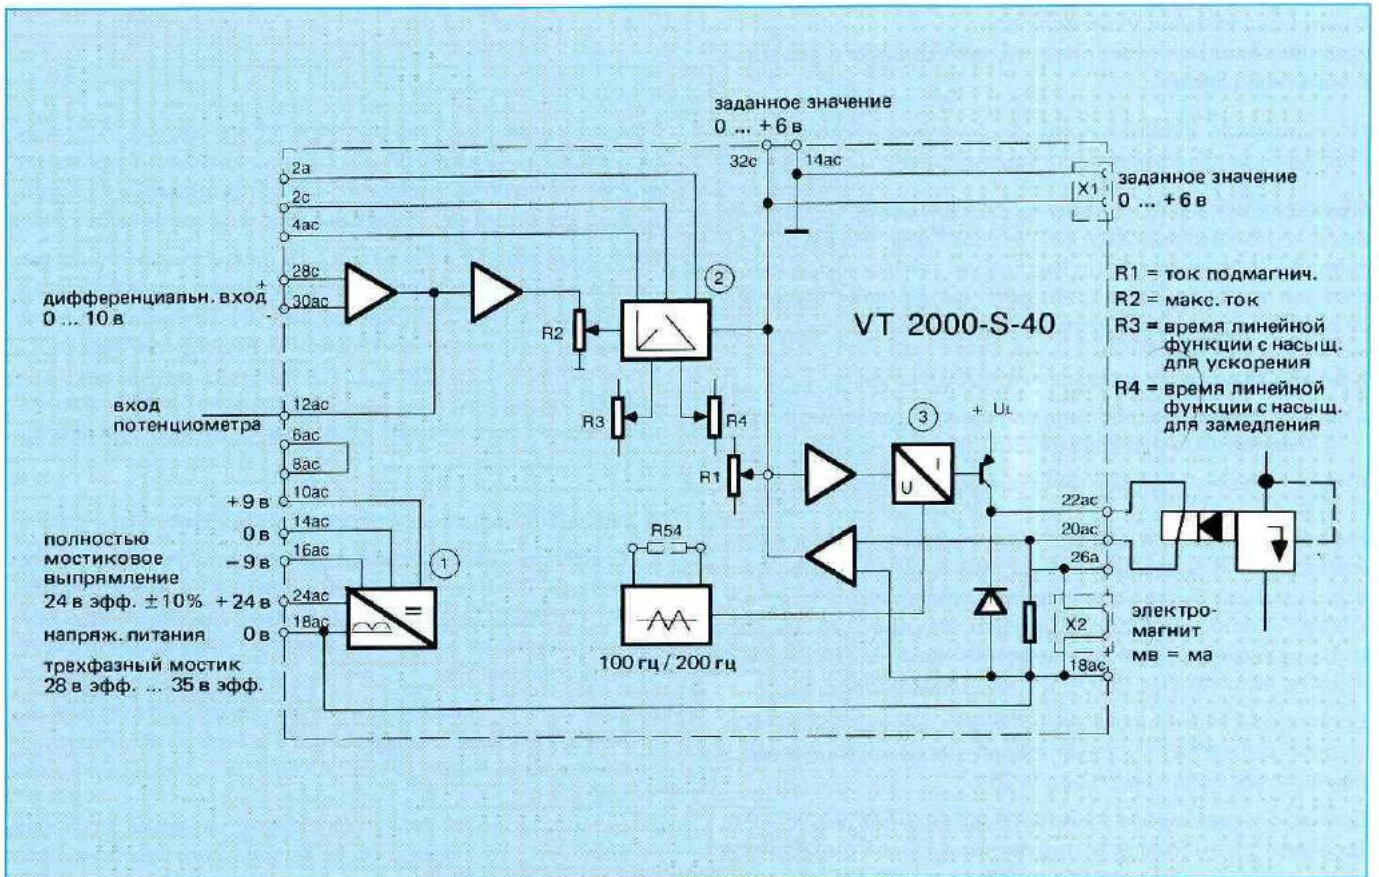 заданное значение
0 ... + 6 в
32c
14ac
2a
2c
4ac
X1
заданное значение
0 ... +6 в
28c
+
дифференциальн. вход
30ac
-
0 ... 10 в
2
R2
VT 2000-S-40
R1 = ток подмагнич.
R2 = макс. ток
R3 = время линейной
функции с насыщ.
для ускорения
R4 = время линейной
функции с насыщ.
для замедления
вход
потенциометра
12ac
R3
R4
3
+ UL
6ac
8ac
R1
I
U
+9 в
10ac
22ac
0 в
14ac
R54
20ac
полностью
мостиковое
выпрямление
24 в эфф. ±10%
−9 в
16ac
1
26a
+24 в
24ac
=
X2
электро-
магнит
мв = ма
напряж. питания
0 в
18ac
+
18ac
100 гц / 200 гц
трехфазный мостик
28 в эфф. ... 35 в эфф.